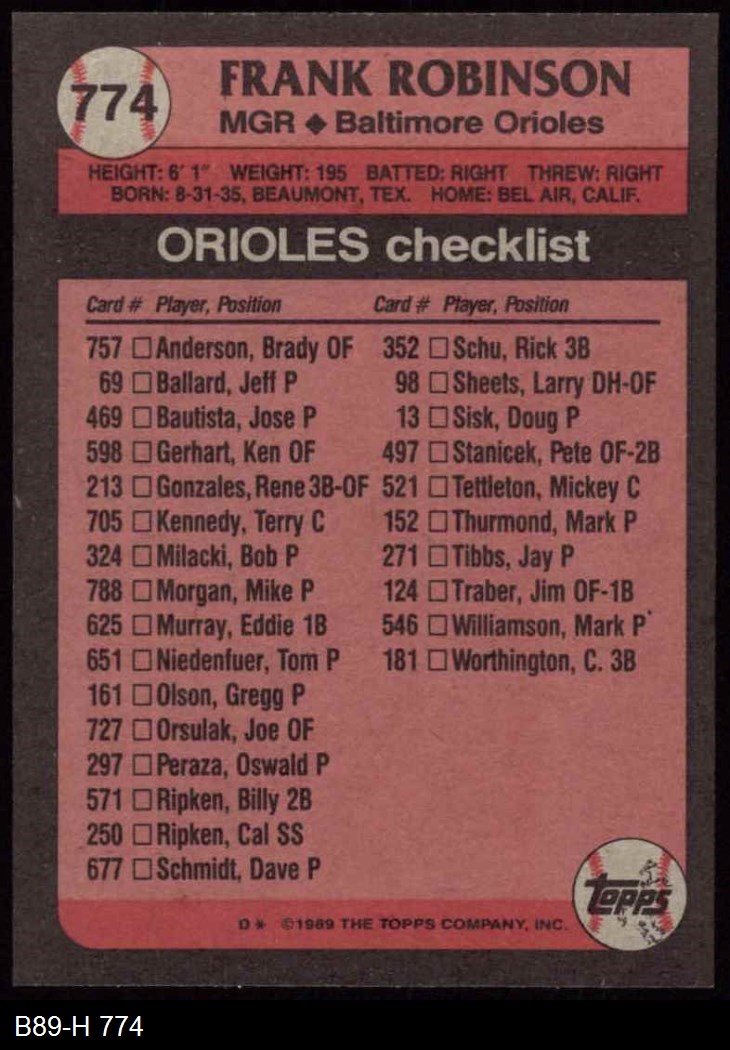 774
FRANK ROBINSON
MGR ◆ Baltimore Orioles
HEIGHT: 6' 1" WEIGHT: 195 BATTED: RIGHT THREW: RIGHT
BORN: 8-31-35, BEAUMONT, TEX. HOME: BEL AIR, CALIF.
ORIOLES checklist
Card # Player, Position
757 □ Anderson, Brady OF
69 □ Ballard, Jeff P
469 □ Bautista, Jose P
598 □ Gerhart, Ken OF
213 □ Gonzales, Rene 3B-OF
705 □ Kennedy, Terry C
324 □ Milacki, Bob P
788 □ Morgan, Mike P
625 □ Murray, Eddie 1B
651 □ Niedenfuer, Tom P
161 □ Olson, Gregg P
727 □ Orsulak, Joe OF
297 □ Peraza, Oswald P
571 □ Ripken, Billy 2B
250 □ Ripken, Cal SS
677 □ Schmidt, Dave P
Card # Player, Position
352 □ Schu, Rick 3B
98 □ Sheets, Larry DH-OF
13 □ Sisk, Doug P
497 □ Stanicek, Pete OF-2B
521 □ Tettleton, Mickey C
152 □ Thurmond, Mark P
271 □ Tibbs, Jay P
124 □ Traber, Jim OF-1B
546 □ Williamson, Mark P
181 □ Worthington, C. 3B
topps
D* ©1989 THE TOPPS COMPANY, INC.
B89-H 774